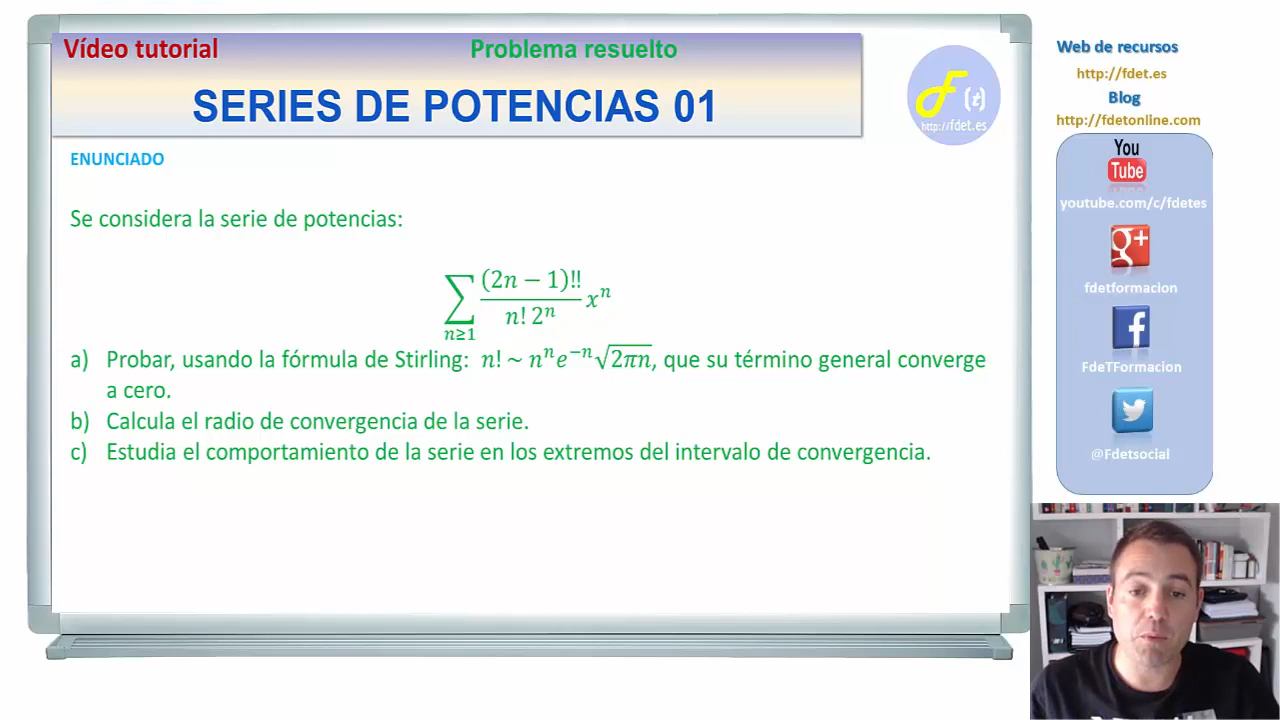 Vídeo tutorial
Problema resuelto
SERIES DE POTENCIAS 01
F (t)
http://fdet.es
ENUNCIADO
Se considera la serie de potencias:
∑_{n≥1} (2n − 1)!! / (n! 2ⁿ) xⁿ
a) Probar, usando la fórmula de Stirling: n! ~ nⁿe⁻ⁿ√(2πn), que su término general converge
a cero.
b) Calcula el radio de convergencia de la serie.
c) Estudia el comportamiento de la serie en los extremos del intervalo de convergencia.
Web de recursos
http://fdet.es
Blog
http://fdetonline.com
You
Tube
youtube.com/c/fdetes
g+
fdetformacion
f
FdeTFormacion
@Fdetsocial